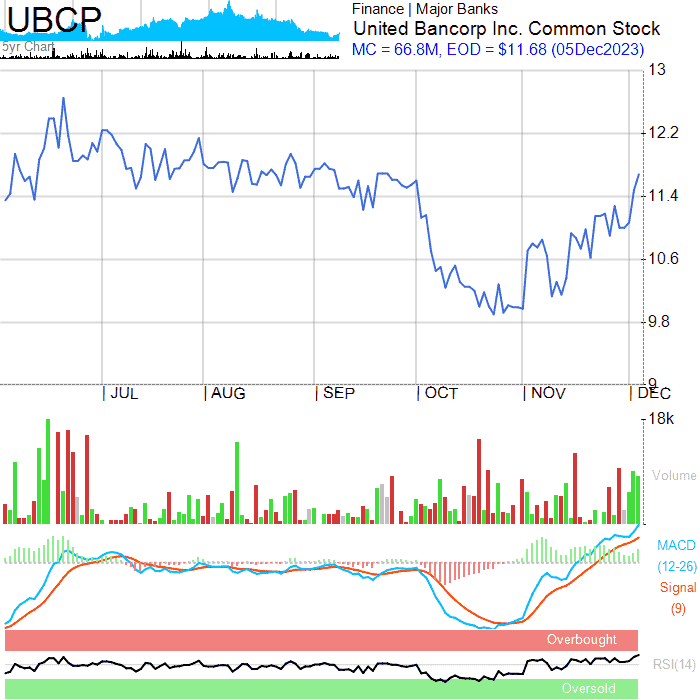 UBCP
5yr Chart
Finance | Major Banks
United Bancorp Inc. Common Stock
MC = 66.8M, EOD = $11.68 (05Dec2023)
13
12.2
11.4
10.6
9.8
9
| JUL | AUG | SEP | OCT | NOV | DEC
18k
Volume
MACD
(12-26)
Signal
(9)
Overbought
RSI(14)
Oversold